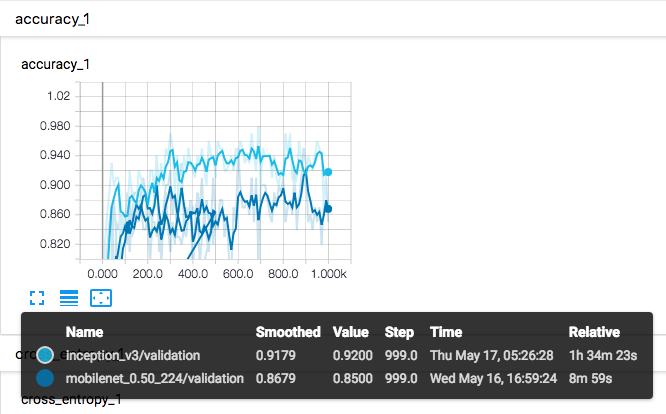 accuracy_1
accuracy_1
1.02
0.980
0.940
0.900
0.860
0.820
0.000 200.0 400.0 600.0 800.0 1.000k
Name Smoothed Value Step Time Relative
inception_v3/validation 0.9179 0.9200 999.0 Thu May 17, 05:26:28 1h 34m 23s
mobilenet_0.50_224/validation 0.8679 0.8500 999.0 Wed May 16, 16:59:24 8m 59s
cross_entropy_1